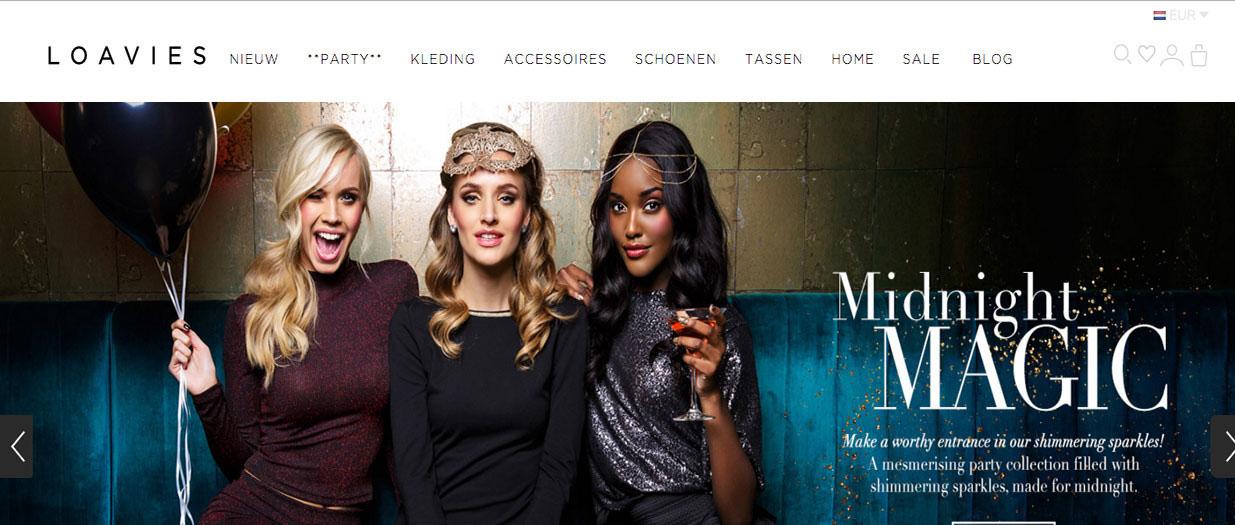 EUR
LOAVIES NIEUW **PARTY** KLEDING ACCESSOIRES SCHOENEN TASSEN HOME SALE BLOG
Midnight
MAGIC
Make a worthy entrance in our shimmering sparkles!
A mesmerising party collection filled with
shimmering sparkles, made for midnight.